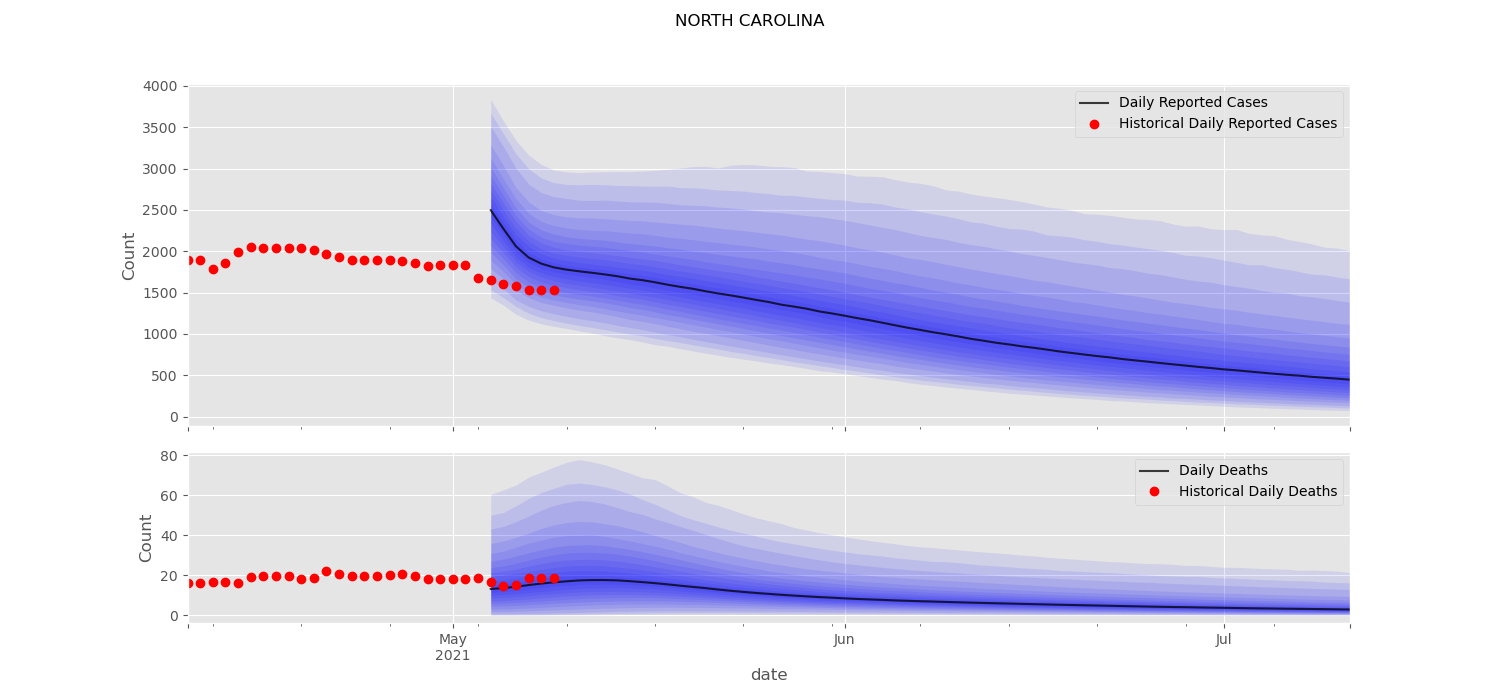 NORTH CAROLINA
4000
3500
3000
2500
2000
1500
1000
500
0
Count
Daily Reported Cases
Historical Daily Reported Cases
80
60
40
20
0
Count
Daily Deaths
Historical Daily Deaths
May
2021
Jun
Jul
date